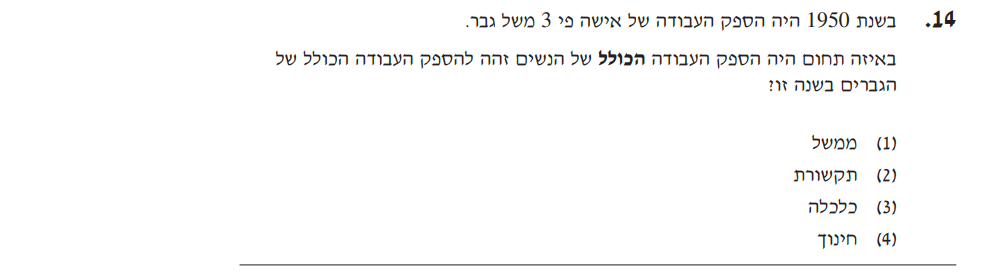 14. בשנת 1950 היה הספק העבודה של אישה פי 3 משל גבר.
באיזה תחום היה הספק העבודה הכולל של הנשים זהה להספק העבודה הכולל של
הגברים בשנה זו?
(1) ממשל
(2) תקשורת
(3) כלכלה
(4) חינוך